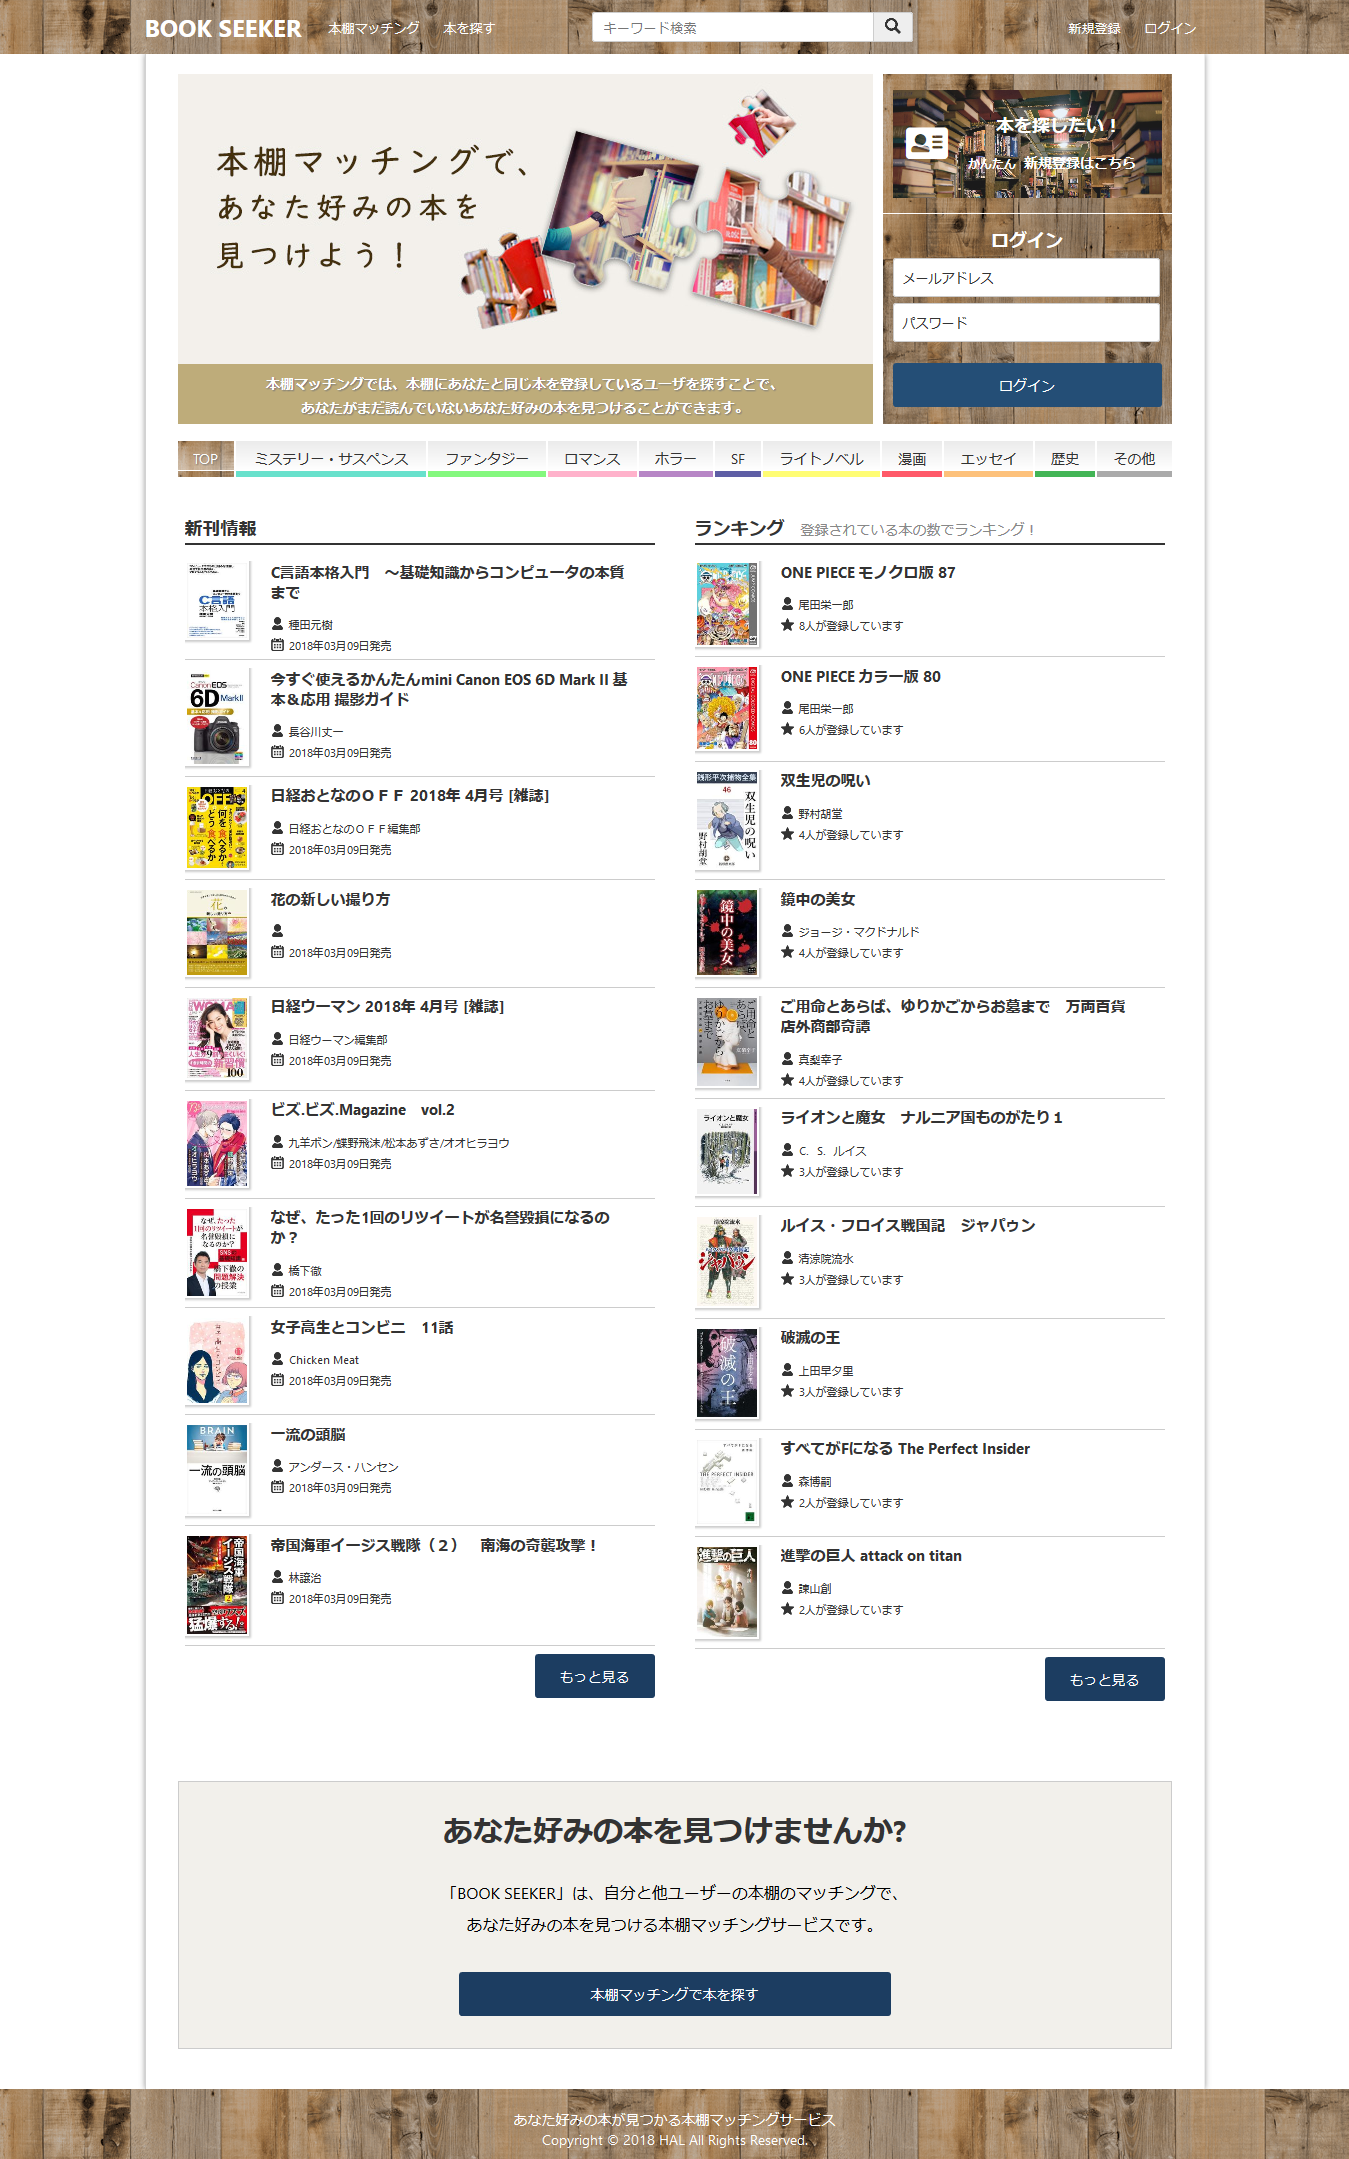 BOOK SEEKER 本棚マッチング 本を探す キーワード検索 新規登録 ログイン
本棚マッチングで、
あなた好みの本を
見つけよう！
本棚マッチングでは、本棚にあなたと同じ本を登録しているユーザを探すことで、
あなたがまだ読んでいないあなた好みの本を見つけることができます。
本を探したい！
かんたん 新規登録はこちら
ログイン
メールアドレス
パスワード
ログイン
TOP ミステリー・サスペンス ファンタジー ロマンス ホラー SF ライトノベル 漫画 エッセイ 歴史 その他
新刊情報
C言語本格入門　～基礎知識からコンピュータの本質
まで
種田元樹
2018年03月09日発売
今すぐ使えるかんたんmini Canon EOS 6D Mark II 基
本＆応用 撮影ガイド
長谷川丈一
2018年03月09日発売
日経おとなのＯＦＦ 2018年 4月号 [雑誌]
日経おとなのＯＦＦ編集部
2018年03月09日発売
花の新しい撮り方
2018年03月09日発売
日経ウーマン 2018年 4月号 [雑誌]
日経ウーマン編集部
2018年03月09日発売
ビズ.ビズ.Magazine　vol.2
九羊ボン/蝶野飛沫/松本あずさ/オオヒラヨウ
2018年03月09日発売
なぜ、たった1回のリツイートが名誉毀損になるの
か？
橋下徹
2018年03月09日発売
女子高生とコンビニ　11話
Chicken Meat
2018年03月09日発売
一流の頭脳
アンダース・ハンセン
2018年03月09日発売
帝国海軍イージス戦隊（２）　南海の奇襲攻撃！
林譲治
2018年03月09日発売
もっと見る
ランキング 登録されている本の数でランキング！
ONE PIECE モノクロ版 87
尾田栄一郎
8人が登録しています
ONE PIECE カラー版 80
尾田栄一郎
6人が登録しています
双生児の呪い
野村胡堂
4人が登録しています
鏡中の美女
ジョージ・マクドナルド
4人が登録しています
ご用命とあらば、ゆりかごからお墓まで　万両百貨
店外商部奇譚
真梨幸子
4人が登録しています
ライオンと魔女　ナルニア国ものがたり１
C．S．ルイス
3人が登録しています
ルイス・フロイス戦国記　ジャパゥン
清涼院流水
3人が登録しています
破滅の王
上田早夕里
3人が登録しています
すべてがFになる The Perfect Insider
森博嗣
2人が登録しています
進撃の巨人 attack on titan
諫山創
2人が登録しています
もっと見る
あなた好みの本を見つけませんか?
「BOOK SEEKER」は、自分と他ユーザーの本棚のマッチングで、
あなた好みの本を見つける本棚マッチングサービスです。
本棚マッチングで本を探す
あなた好みの本が見つかる本棚マッチングサービス
Copyright © 2018 HAL All Rights Reserved.